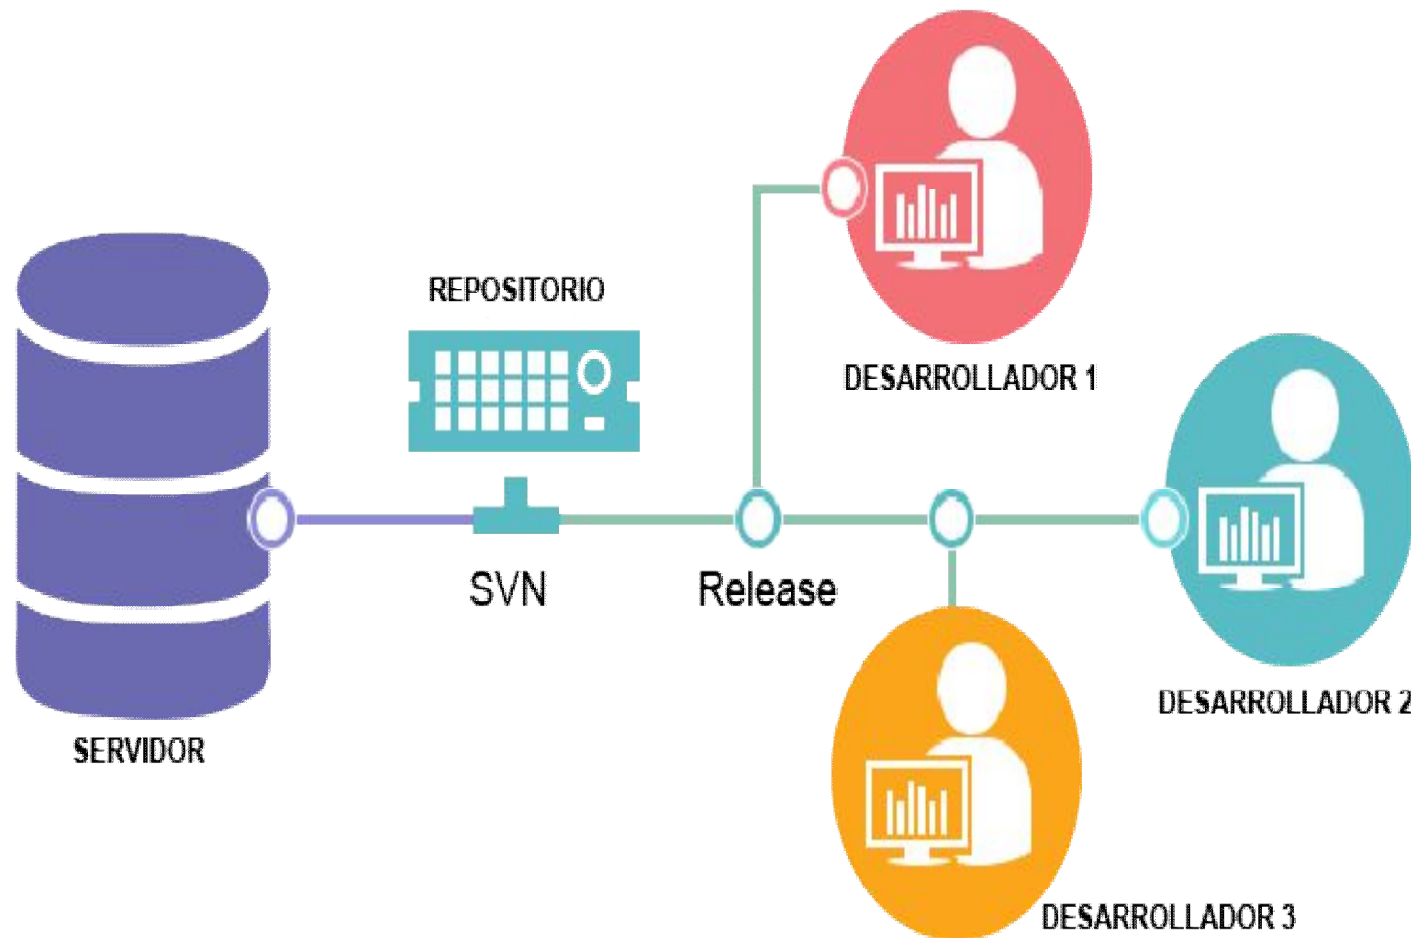 REPOSITORIO
DESARROLLADOR 1
SVN
Release
DESARROLLADOR 2
SERVIDOR
DESARROLLADOR 3